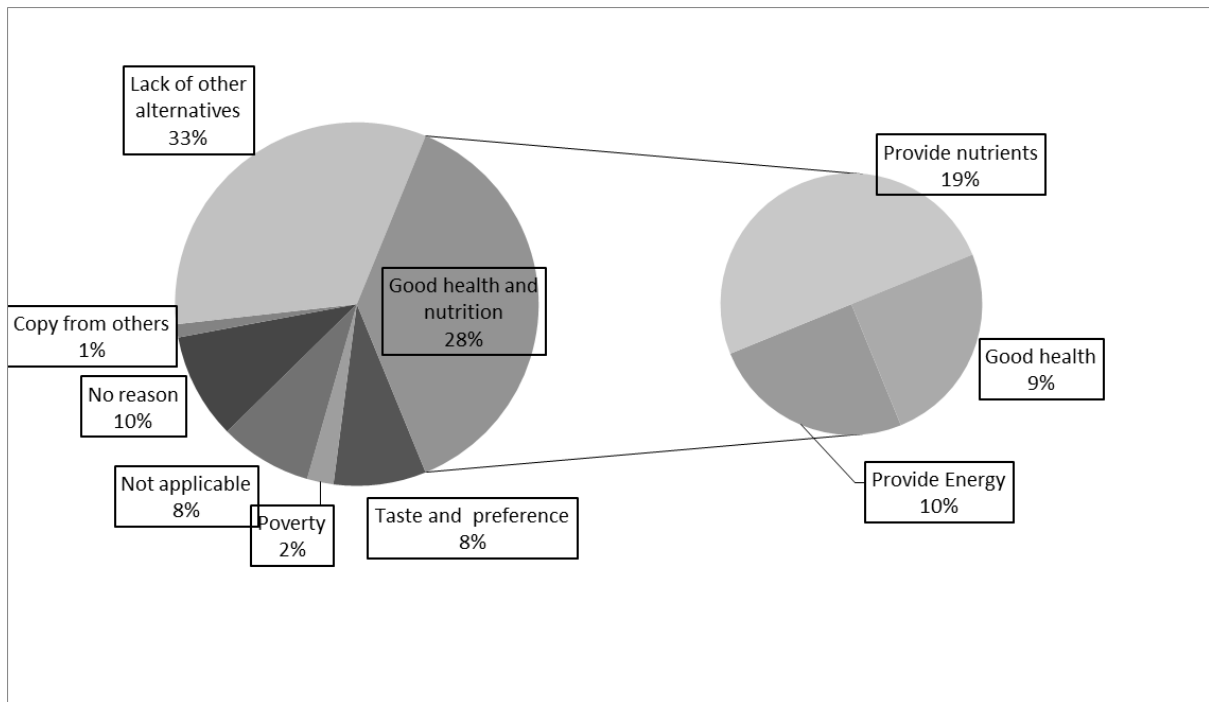 Lack of other
alternatives
33%
Good health and
nutrition
28%
Copy from others
1%
No reason
10%
Not applicable
8%
Poverty
2%
Taste and  preference
8%
Provide nutrients
19%
Good health
9%
Provide Energy
10%